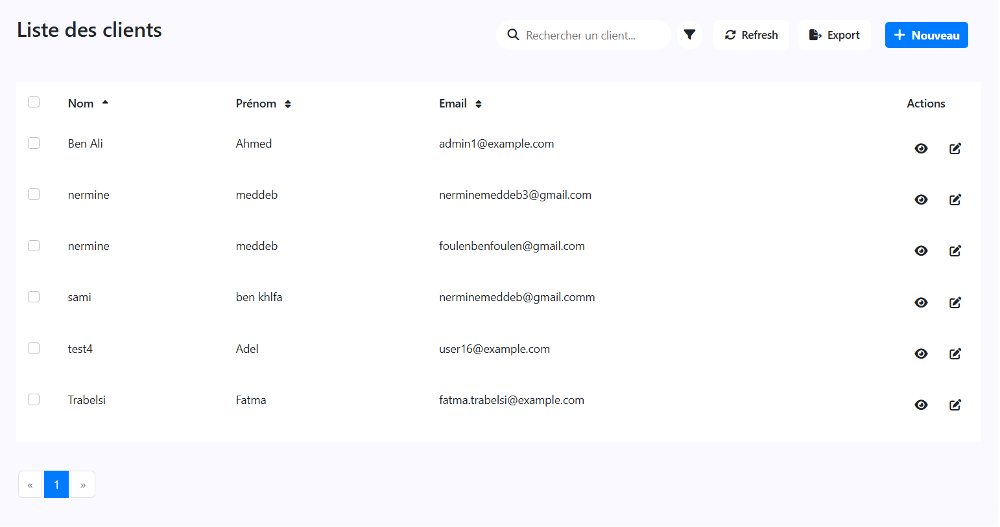 Liste des clients
Rechercher un client... Refresh Export + Nouveau
Nom Prénom Email Actions
Ben Ali Ahmed admin1@example.com
nermine meddeb nerminemeddeb3@gmail.com
nermine meddeb foulenbenfoulen@gmail.com
sami ben khlfa nerminemeddeb@gmail.comm
test4 Adel user16@example.com
Trabelsi Fatma fatma.trabelsi@example.com
« 1 »